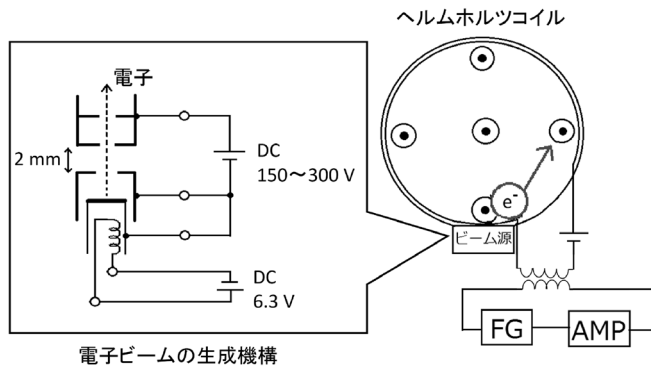 ヘルムホルツコイル
電子
2 mm
DC
150～300 V
DC
6.3 V
e-
ビーム源
FG
AMP
電子ビームの生成機構